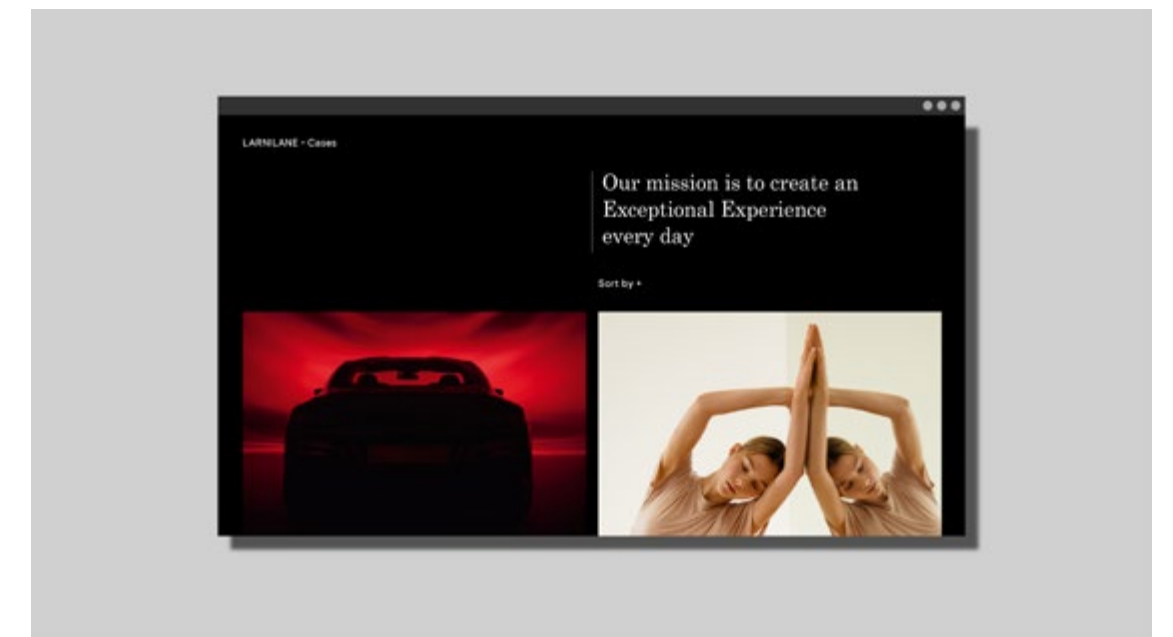 LARNILANE - Cases
Our mission is to create an
Exceptional Experience
every day
Sort by +